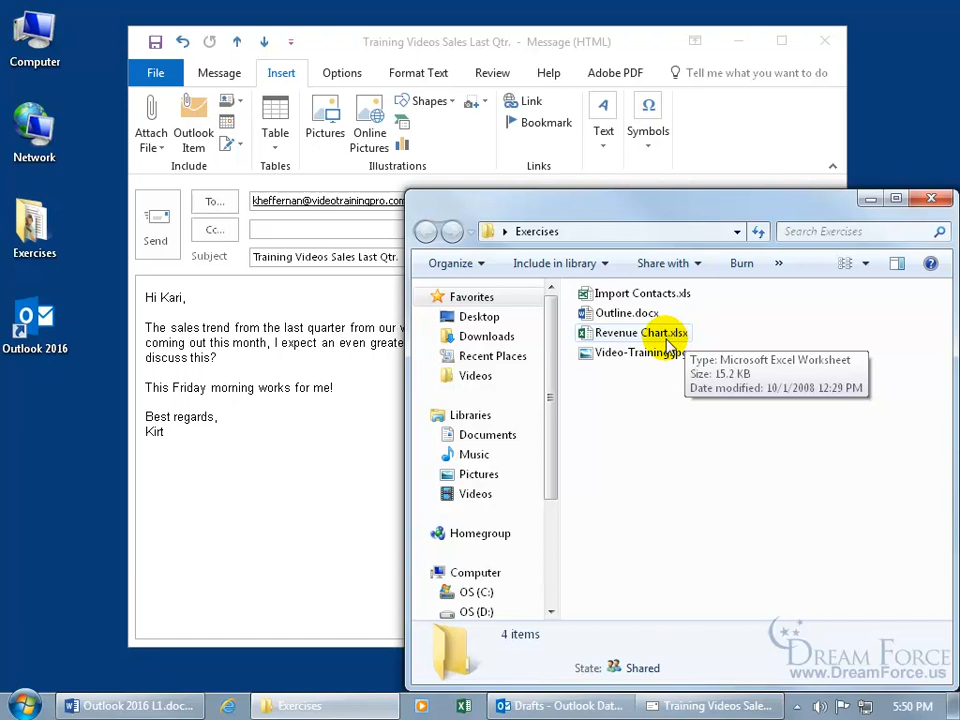 Computer
Network
Exercises
Outlook 2016
Training Videos Sales Last Qtr. - Message (HTML)
File Message Insert Options Format Text Review Help Adobe PDF Tell me what you want to do
Attach File
Outlook Item
Include
Table
Tables
Pictures
Online Pictures
Shapes
Illustrations
Link
Bookmark
Links
Text
Symbols
Send
To...
kheffernan@videotrainingpro.com
Cc...
Subject
Training Videos Sales Last Qtr.
Hi Kari,
The sales trend from the last quarter from our
coming out this month, I expect an even
discuss this?
This Friday morning works for me!
Best regards,
Kirt
Exercises
Search Exercises
Organize Include in library Share with Burn »
Favorites
Desktop
Downloads
Recent Places
Videos
Libraries
Documents
Music
Pictures
Videos
Homegroup
Computer
OS (C:)
OS (D:)
Import Contacts.xls
Outline.docx
Revenue Chart.xlsx
Video-Training.jpg
Type: Microsoft Excel Worksheet
Size: 15.2 KB
Date modified: 10/1/2008 12:29 PM
4 items
State: Shared
DREAM FORCE
www.DreamForce.us
Outlook 2016 L1.doc...
Exercises
Drafts - Outlook Dat...
Training Videos Sale...
5:50 PM